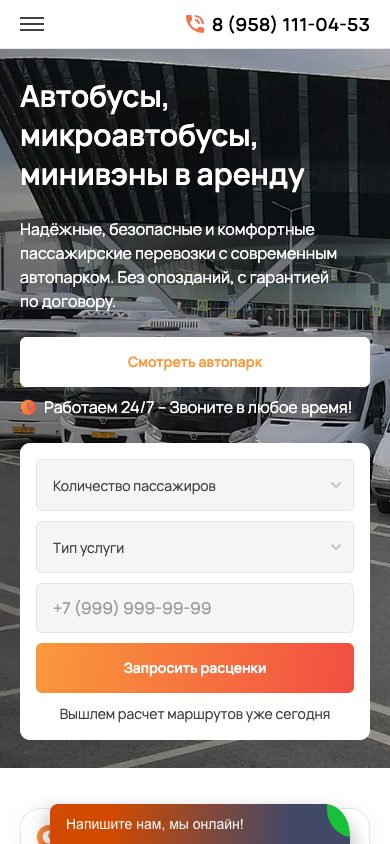 8 (958) 111-04-53
Автобусы,
микроавтобусы,
минивэны в аренду
Надёжные, безопасные и комфортные
пассажирские перевозки с современным
автопарком. Без опозданий, с гарантией
по договору.
Смотреть автопарк
Работаем 24/7 – Звоните в любое время!
Количество пассажиров
Тип услуги
+7 (999) 999-99-99
Запросить расценки
Вышлем расчет маршрутов уже сегодня
Напишите нам, мы онлайн!